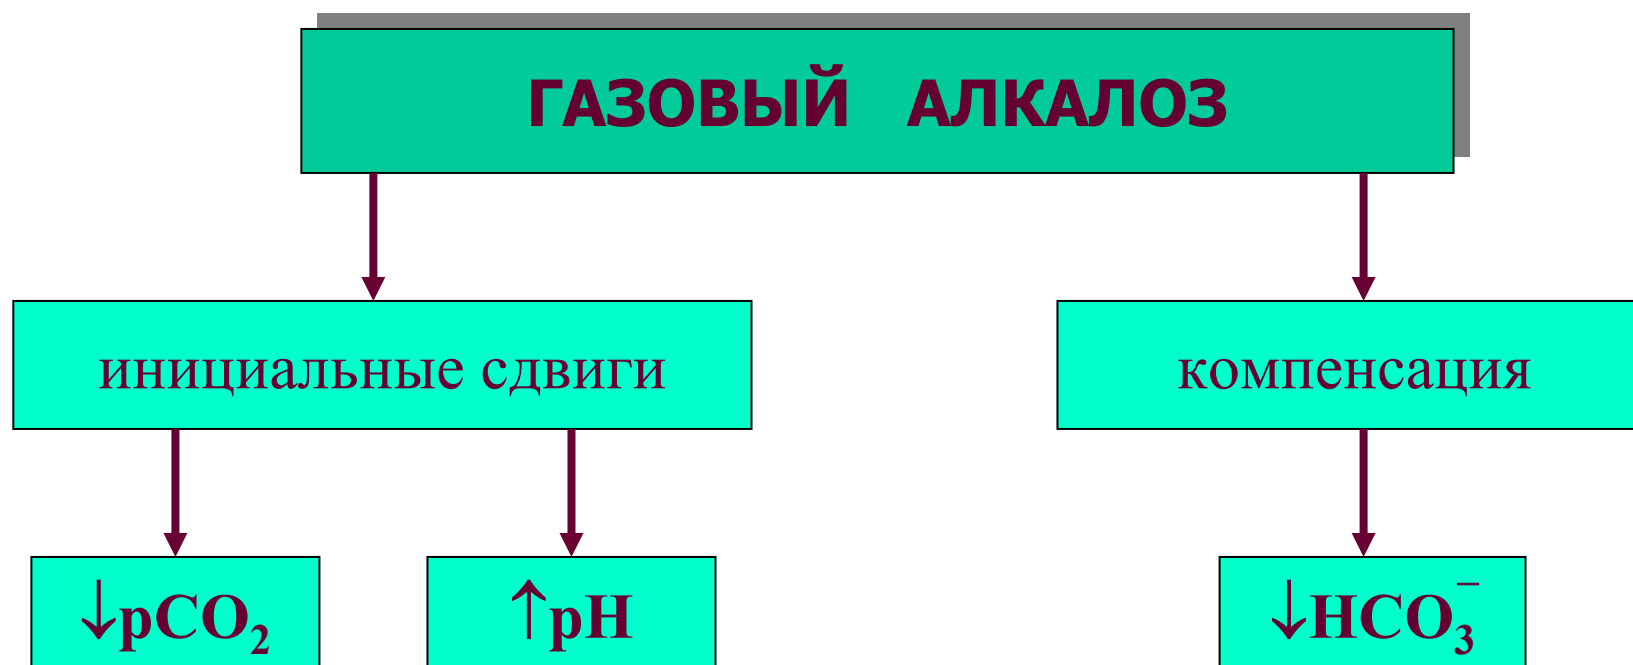 ГАЗОВЫЙ АЛКАЛОЗ
инициальные сдвиги
компенсация
↓pCO₂
↑pH
↓HCO₃⁻